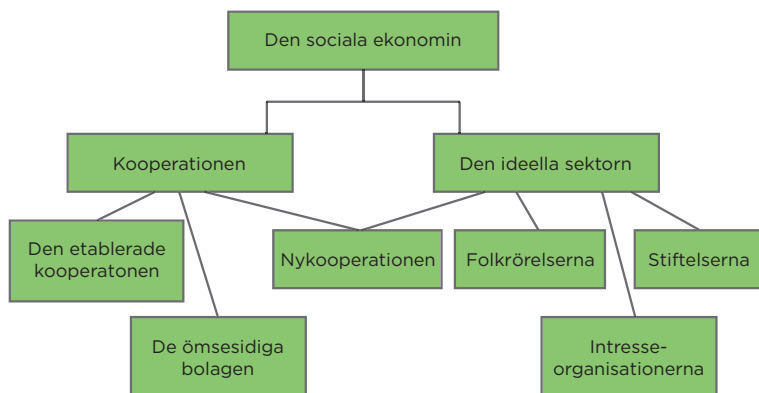 Den sociala ekonomin
Kooperationen
Den ideella sektorn
Den etablerade
kooperatonen
Nykooperationen
Folkrörelserna
Stiftelserna
De ömsesidiga
bolagen
Intresse-
organisationerna